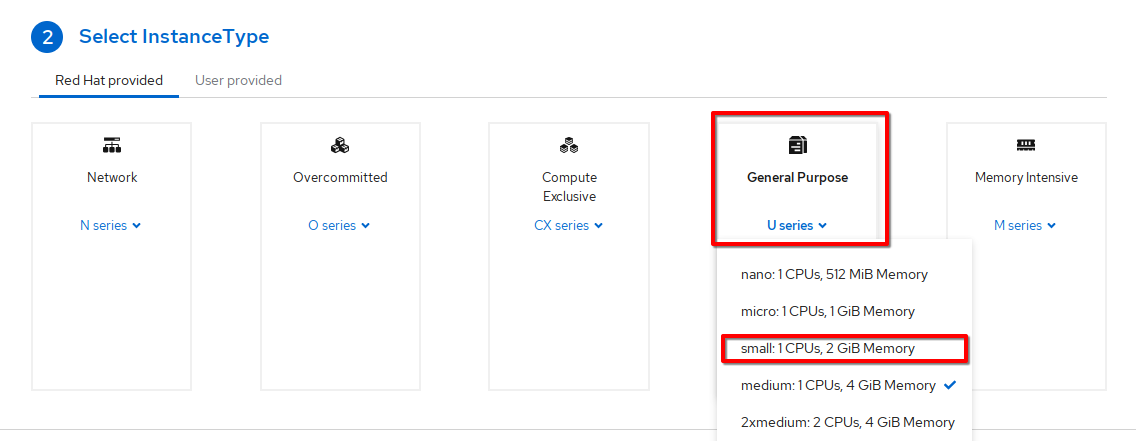 2 Select InstanceType
Red Hat provided
User provided
Network
N series
Overcommitted
O series
Compute
Exclusive
CX series
General Purpose
U series
nano: 1 CPUs, 512 MiB Memory
micro: 1 CPUs, 1 GiB Memory
small: 1 CPUs, 2 GiB Memory
medium: 1 CPUs, 4 GiB Memory
2xmedium: 2 CPUs, 4 GiB Memory
Memory Intensive
M series